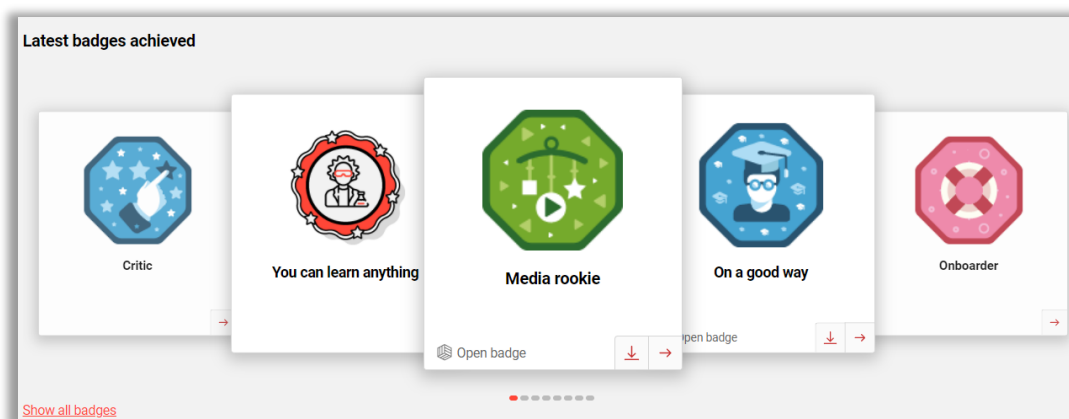 Latest badges achieved
Critic
You can learn anything
Media rookie
Open badge
On a good way
pen badge
Onboarder
Show all badges